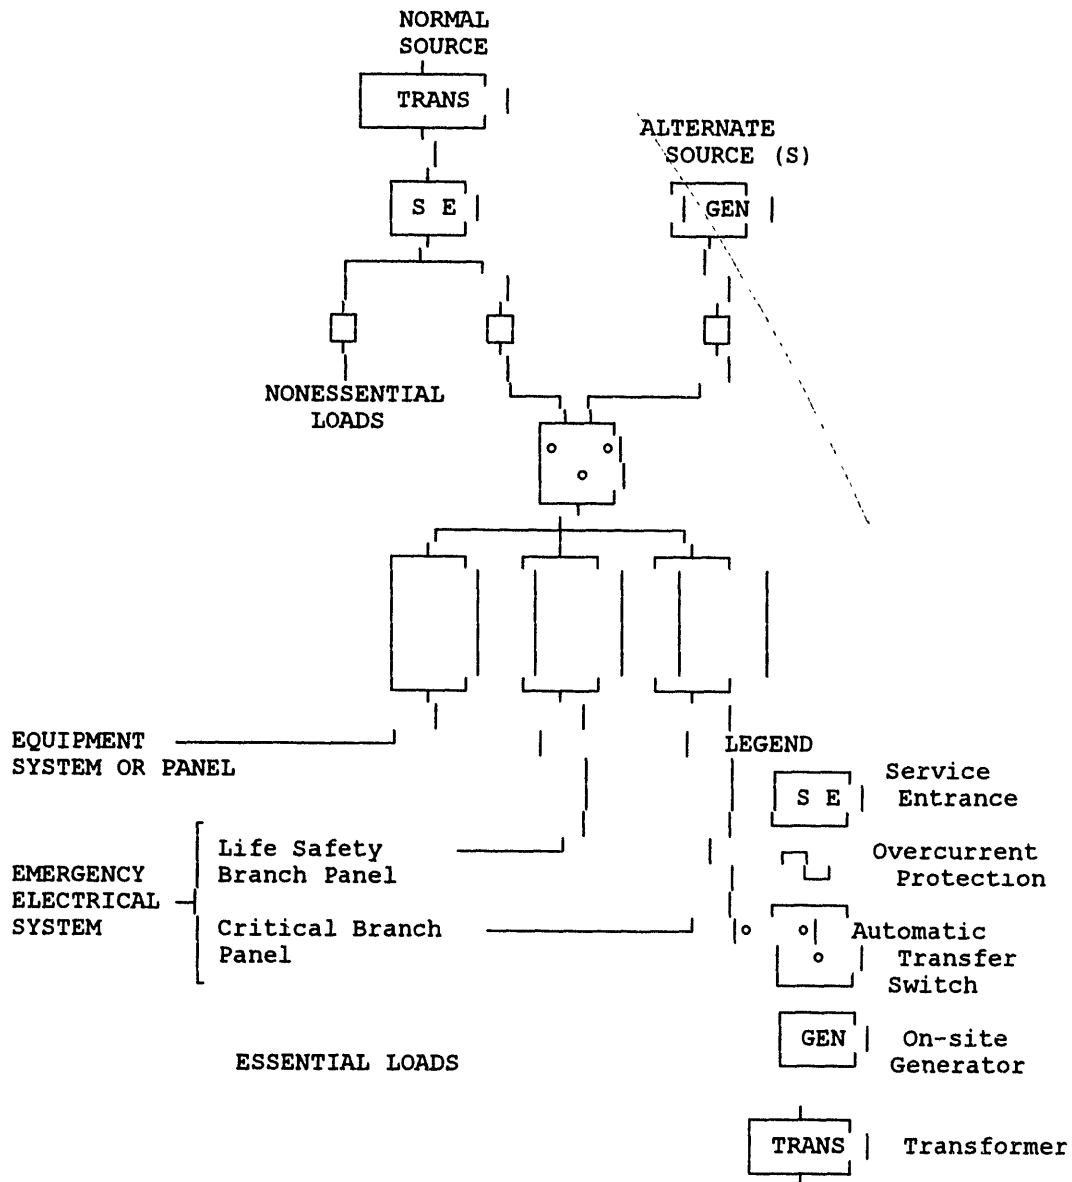 NORMAL
SOURCE
TRANS
ALTERNATE
SOURCE (S)
S E
GEN
NONESSENTIAL
LOADS
EQUIPMENT
SYSTEM OR PANEL
EMERGENCY
ELECTRICAL
SYSTEM
Life Safety
Branch Panel
Critical Branch
Panel
ESSENTIAL LOADS
LEGEND
S E
Service
Entrance
Overcurrent
Protection
Automatic
Transfer
Switch
GEN
On-site
Generator
TRANS
Transformer